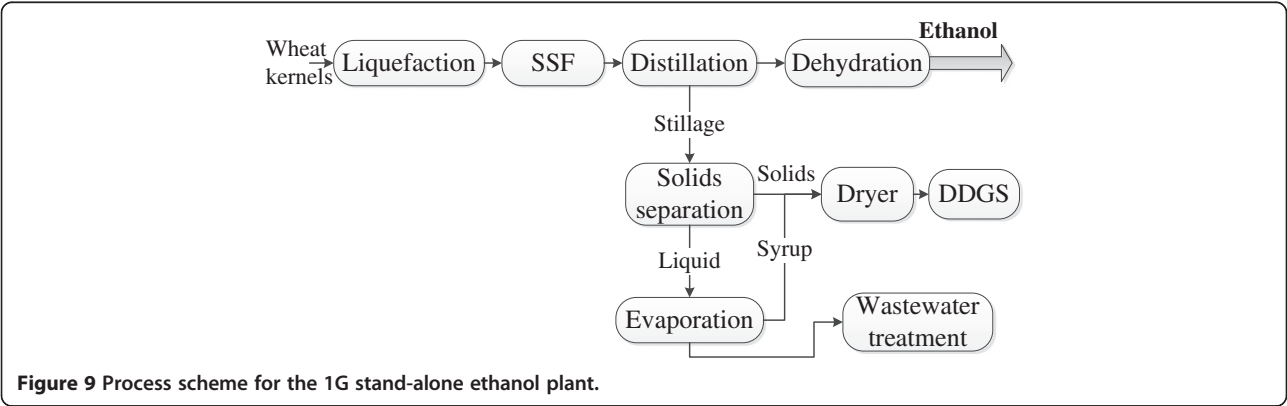 Ethanol
Wheat
kernels
Liquefaction
SSF
Distillation
Dehydration
Stillage
Solids
separation
Solids
Dryer
DDGS
Syrup
Liquid
Evaporation
Wastewater
treatment
Figure 9 Process scheme for the 1G stand-alone ethanol plant.